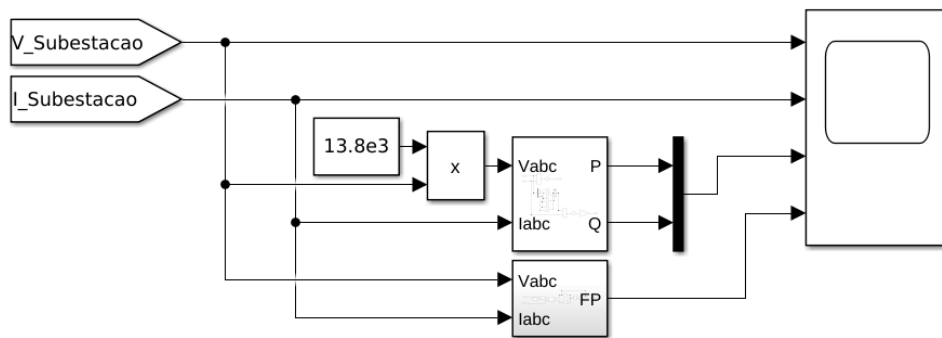 V_Subestacao
I_Subestacao
13.8e3
x
Vabc
P
Iabc
Q
Vabc
FP
Iabc